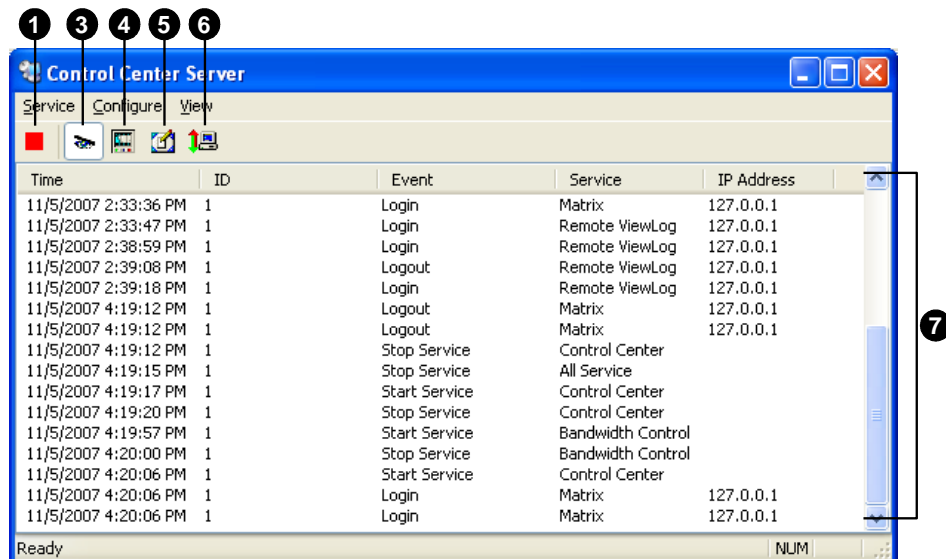 1 3 4 5 6
Control Center Server
Service Configure View
Time ID Event Service IP Address
11/5/2007 2:33:36 PM 1 Login Matrix 127.0.0.1
11/5/2007 2:33:47 PM 1 Login Remote ViewLog 127.0.0.1
11/5/2007 2:38:59 PM 1 Login Remote ViewLog 127.0.0.1
11/5/2007 2:39:08 PM 1 Logout Remote ViewLog 127.0.0.1
11/5/2007 2:39:18 PM 1 Login Remote ViewLog 127.0.0.1
11/5/2007 4:19:12 PM 1 Logout Matrix 127.0.0.1
11/5/2007 4:19:12 PM 1 Logout Matrix 127.0.0.1
11/5/2007 4:19:12 PM 1 Stop Service Control Center
11/5/2007 4:19:15 PM 1 Stop Service All Service
11/5/2007 4:19:17 PM 1 Start Service Control Center
11/5/2007 4:19:20 PM 1 Stop Service Control Center
11/5/2007 4:19:57 PM 1 Start Service Bandwidth Control
11/5/2007 4:20:00 PM 1 Stop Service Bandwidth Control
11/5/2007 4:20:06 PM 1 Start Service Control Center
11/5/2007 4:20:06 PM 1 Login Matrix 127.0.0.1
11/5/2007 4:20:06 PM 1 Login Matrix 127.0.0.1
7
Ready NUM